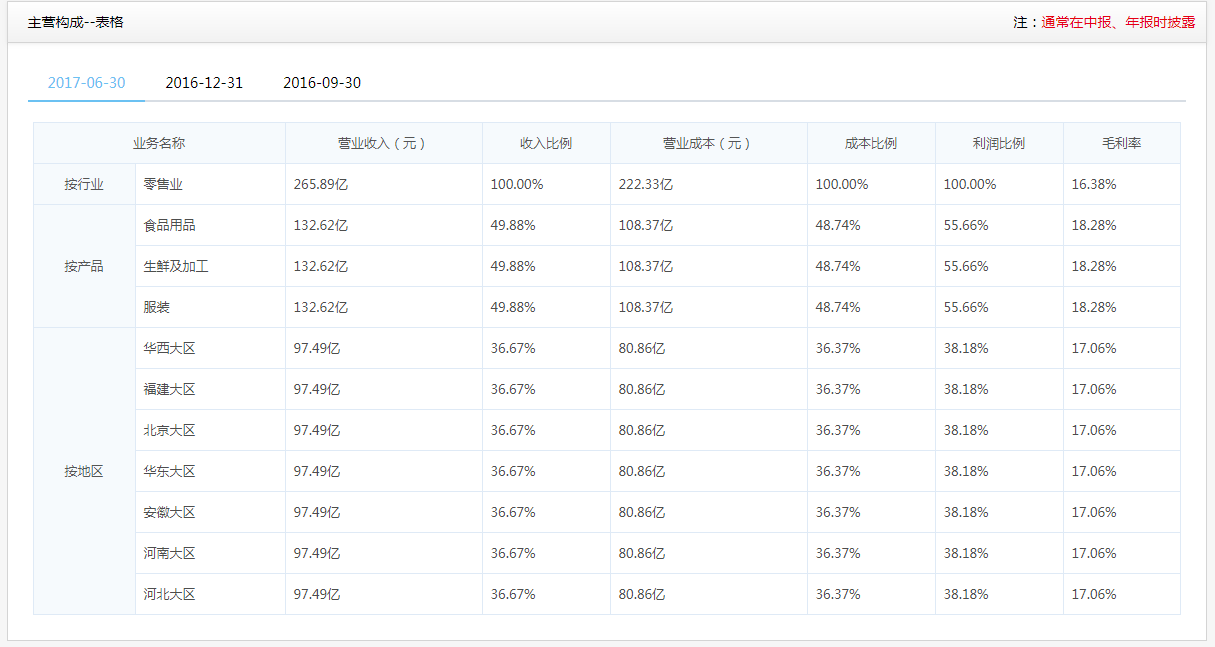 主营构成--表格 注：通常在中报、年报时披露
2017-06-30 2016-12-31 2016-09-30
业务名称 营业收入（元） 收入比例 营业成本（元） 成本比例 利润比例 毛利率
按行业 零售业 265.89亿 100.00% 222.33亿 100.00% 100.00% 16.38%
食品用品 132.62亿 49.88% 108.37亿 48.74% 55.66% 18.28%
按产品 生鲜及加工 132.62亿 49.88% 108.37亿 48.74% 55.66% 18.28%
服装 132.62亿 49.88% 108.37亿 48.74% 55.66% 18.28%
华西大区 97.49亿 36.67% 80.86亿 36.37% 38.18% 17.06%
福建大区 97.49亿 36.67% 80.86亿 36.37% 38.18% 17.06%
北京大区 97.49亿 36.67% 80.86亿 36.37% 38.18% 17.06%
按地区 华东大区 97.49亿 36.67% 80.86亿 36.37% 38.18% 17.06%
安徽大区 97.49亿 36.67% 80.86亿 36.37% 38.18% 17.06%
河南大区 97.49亿 36.67% 80.86亿 36.37% 38.18% 17.06%
河北大区 97.49亿 36.67% 80.86亿 36.37% 38.18% 17.06%